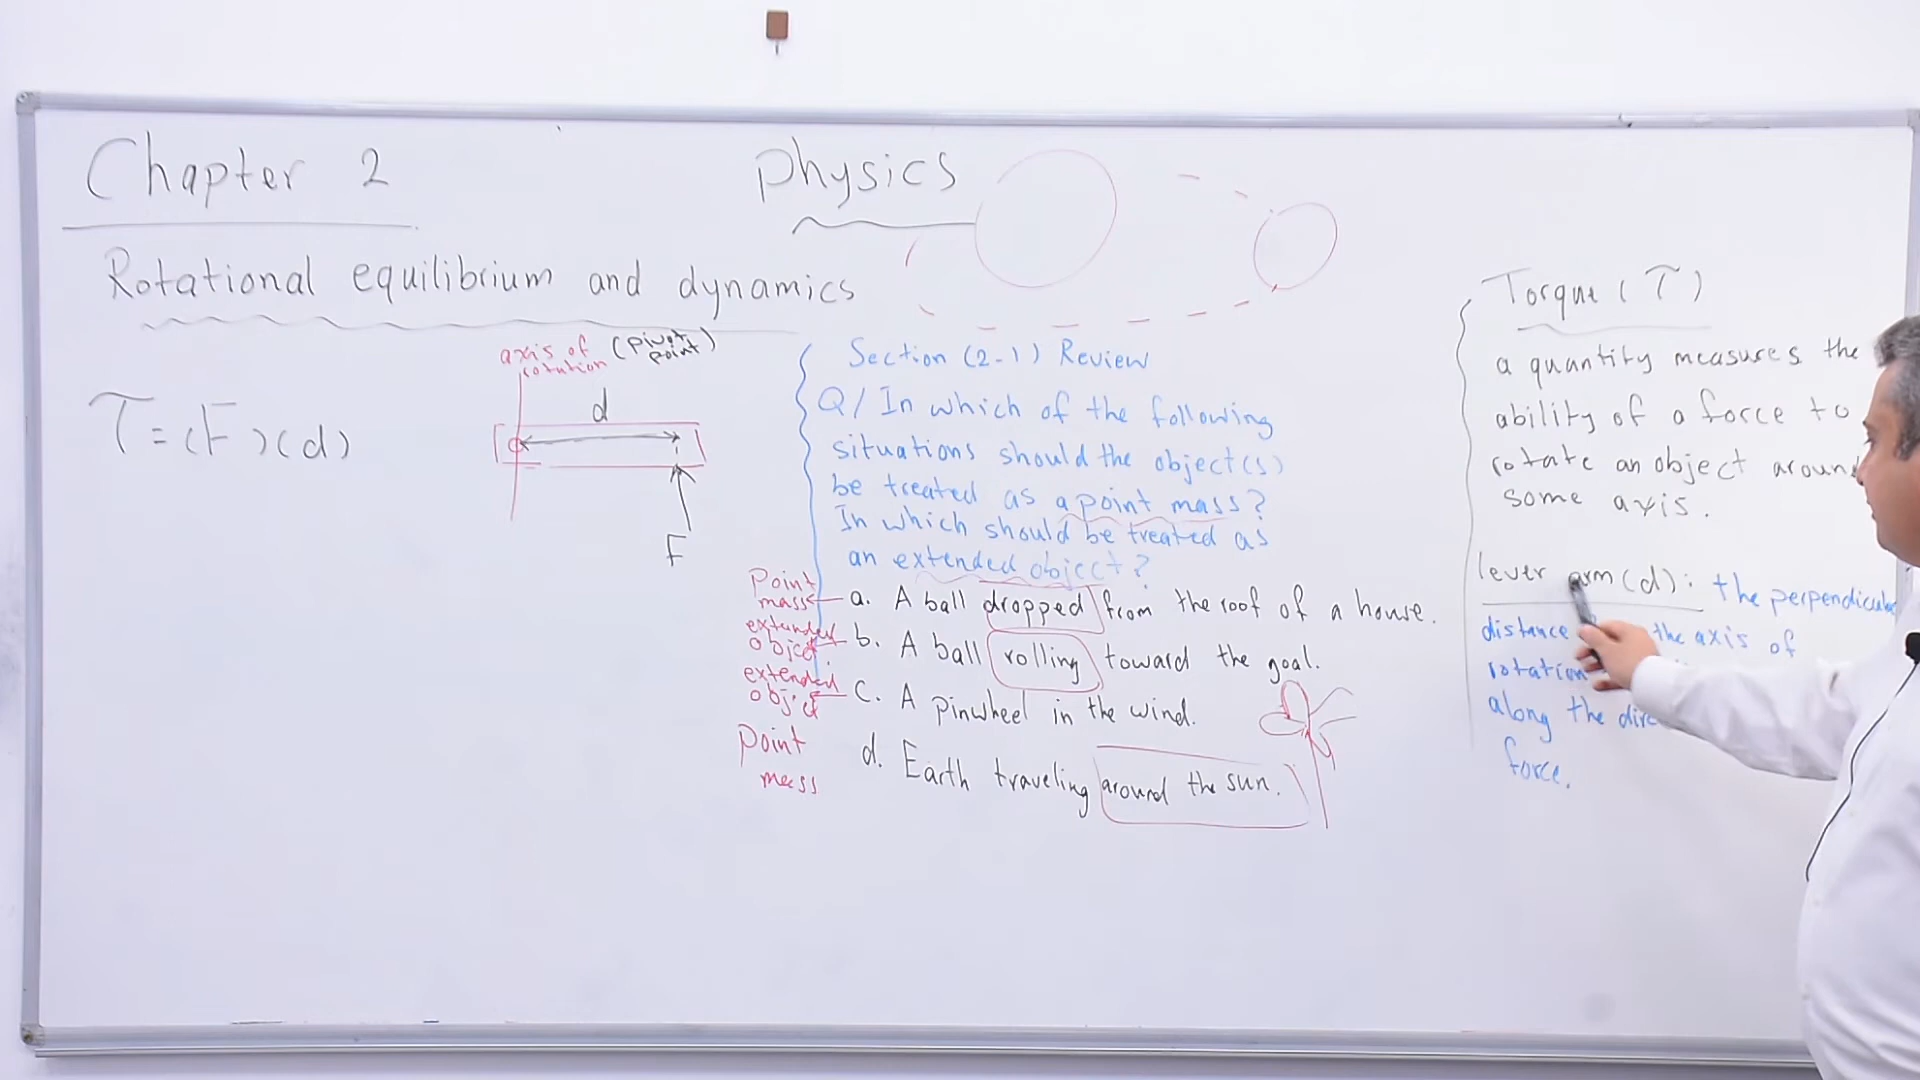 Chapter 2
Physics
Rotational equilibrium and dynamics
τ = (F)(d)
axis of
rotation
(pivot
point)
d
F
Section (2-1) Review
Q/ In which of the following
situations should the object(s)
be treated as a point mass?
In which should be treated as
an extended object?
Point
mass
a. A ball dropped from the roof of a house.
extended
object
b. A ball rolling toward the goal.
extended
object
C. A pinwheel in the wind.
Point
mass
d. Earth traveling around the sun.
Torque (τ)
a quantity measures the
ability of a force to
rotate an object around
some axis.
lever arm (d): the perpendicular
distance the axis of
rotation
along the
force.